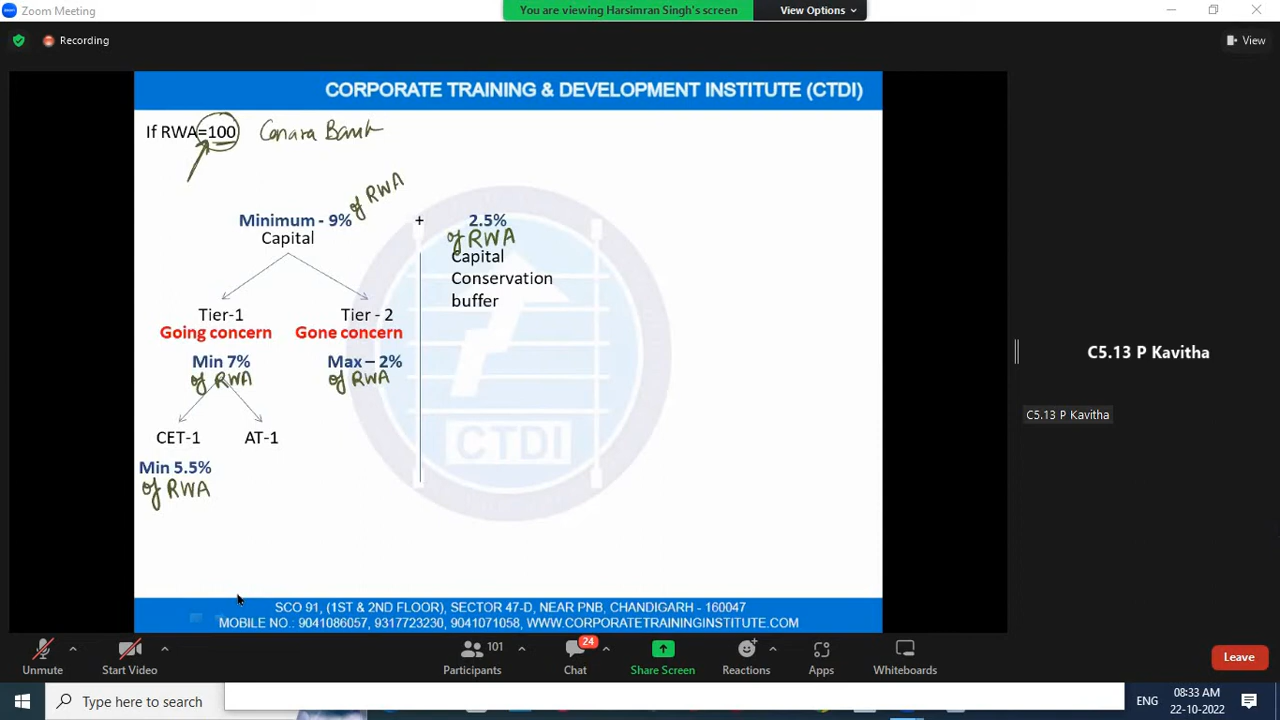 Zoom Meeting
You are viewing Harsimran Singh's screen
View Options
Recording
View
CORPORATE TRAINING & DEVELOPMENT INSTITUTE (CTDI)
If RWA=100 Canara Bank
Minimum - 9% of RWA + 2.5%
of RWA
Capital
Capital
Conservation
buffer
Tier-1 Tier - 2
Going concern Gone concern
Min 7% Max – 2%
of RWA of RWA
CET-1 AT-1
Min 5.5%
of RWA
CTDI
C5.13 P Kavitha
C5.13 P Kavitha
SCO 91, (1ST & 2ND FLOOR), SECTOR 47-D, NEAR PNB, CHANDIGARH - 160047
MOBILE NO.: 9041086057, 9317723230, 9041071058, WWW.CORPORATETRAININGINSTITUTE.COM
101 24
Unmute Start Video Participants Chat Share Screen Reactions Apps Whiteboards Leave
Type here to search
ENG
08:33 AM
22-10-2022